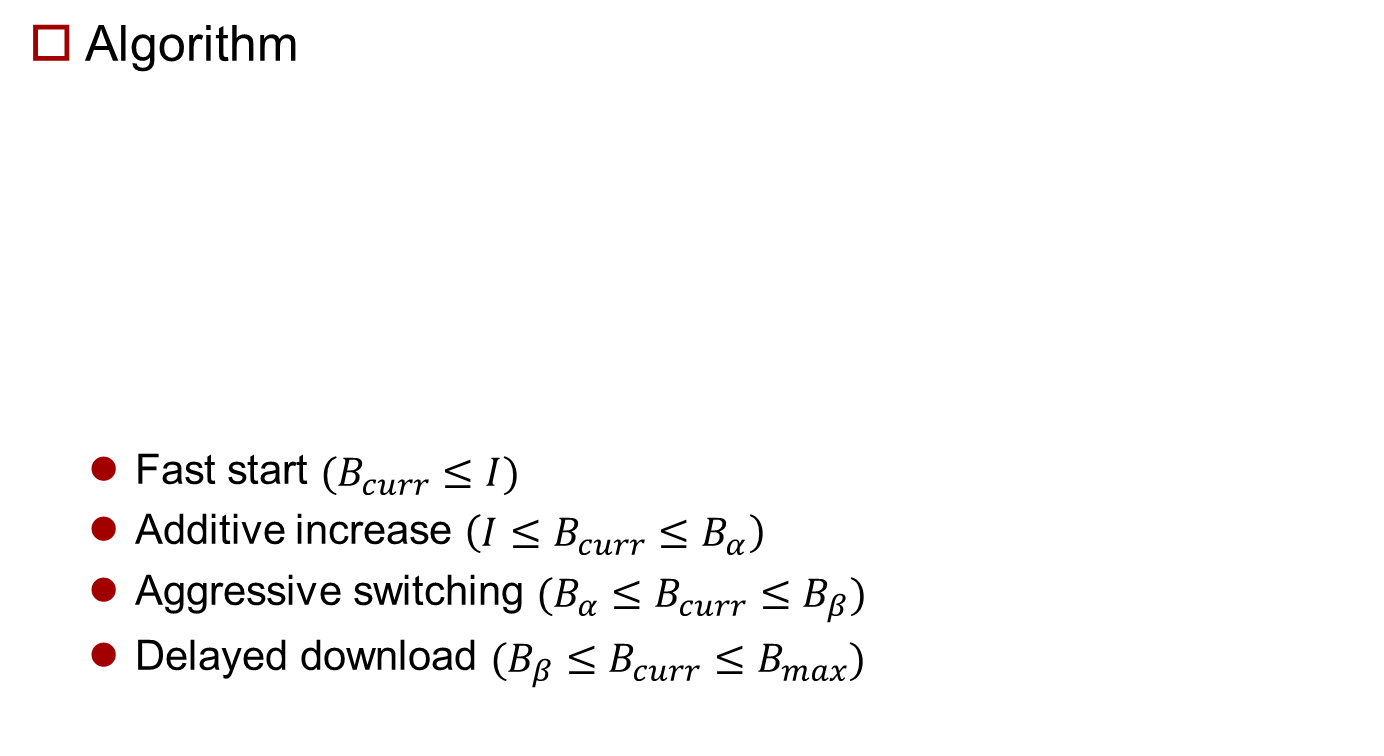 Algorithm
Fast start (B_curr ≤ I)
Additive increase (I ≤ B_curr ≤ B_α)
Aggressive switching (B_α ≤ B_curr ≤ B_β)
Delayed download (B_β ≤ B_curr ≤ B_max)